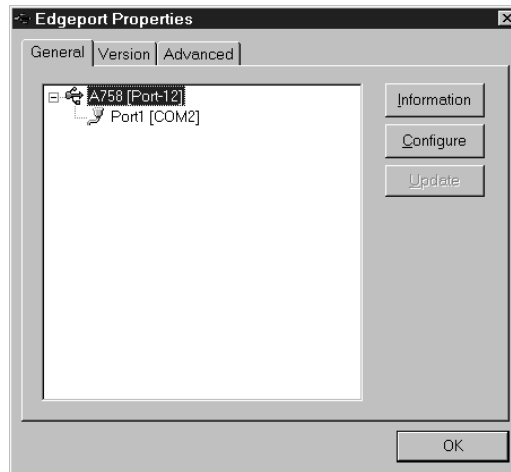 Edgeport Properties
General Version Advanced
A758 [Port-12]
Port1 [COM2]
Information
Configure
Update
OK